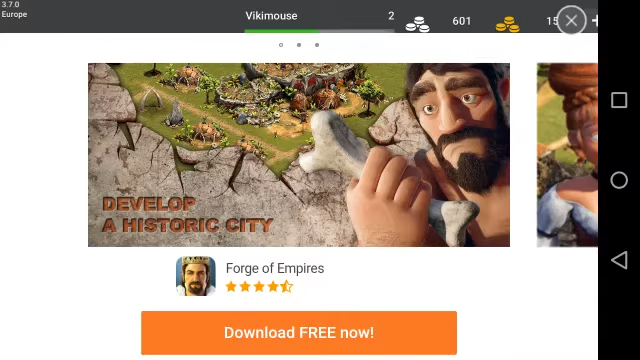 3.7.0
Europe
Vikimouse
2
601
15
DEVELOP
A HISTORIC CITY
Forge of Empires
Download FREE now!